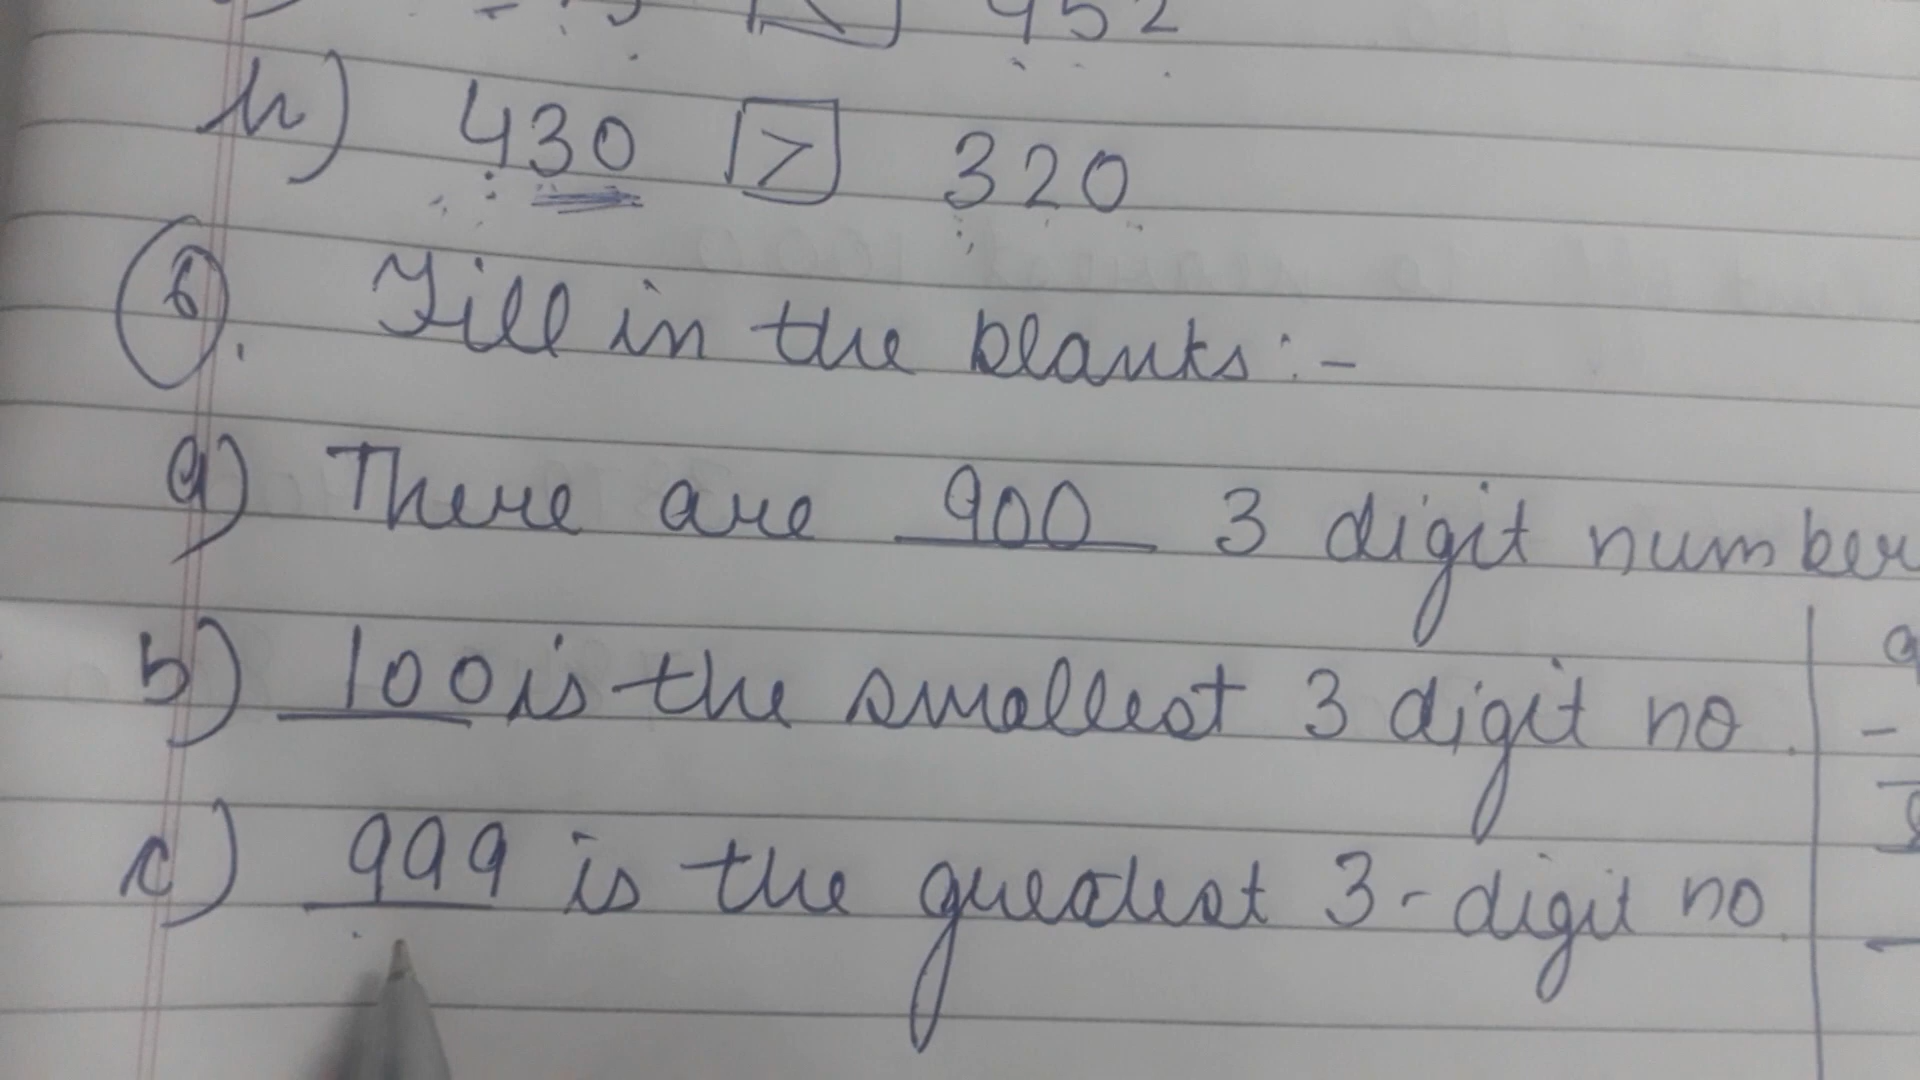 452
h) 430 > 320
6. Fill in the blanks:-
a) There are 900 3 digit number
b) 100 is the smallest 3 digit no.
c) 999 is the greatest 3-digit no.